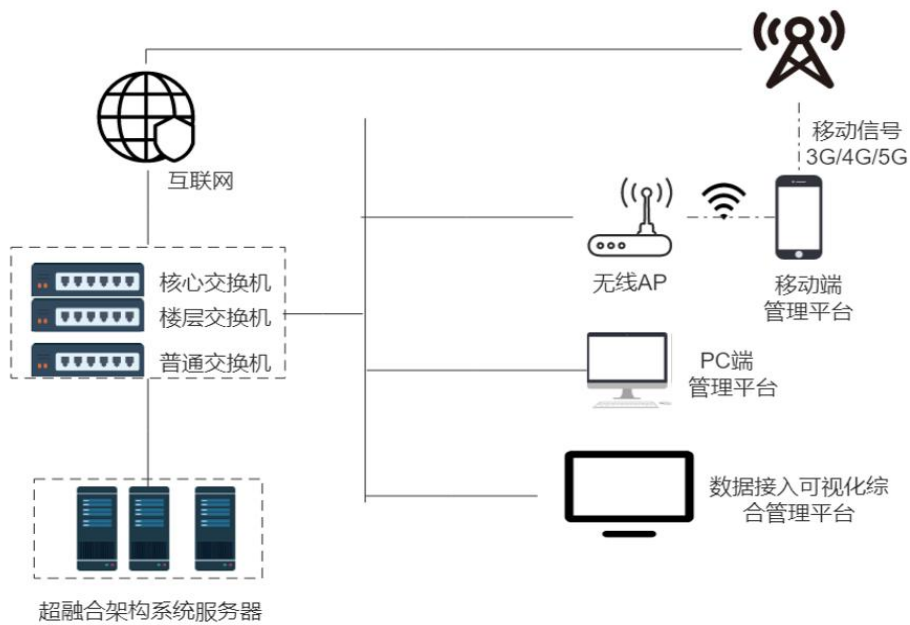 移动信号
3G/4G/5G
互联网
核心交换机
楼层交换机
普通交换机
无线AP
移动端
管理平台
PC端
管理平台
数据接入可视化综
合管理平台
超融合架构系统服务器